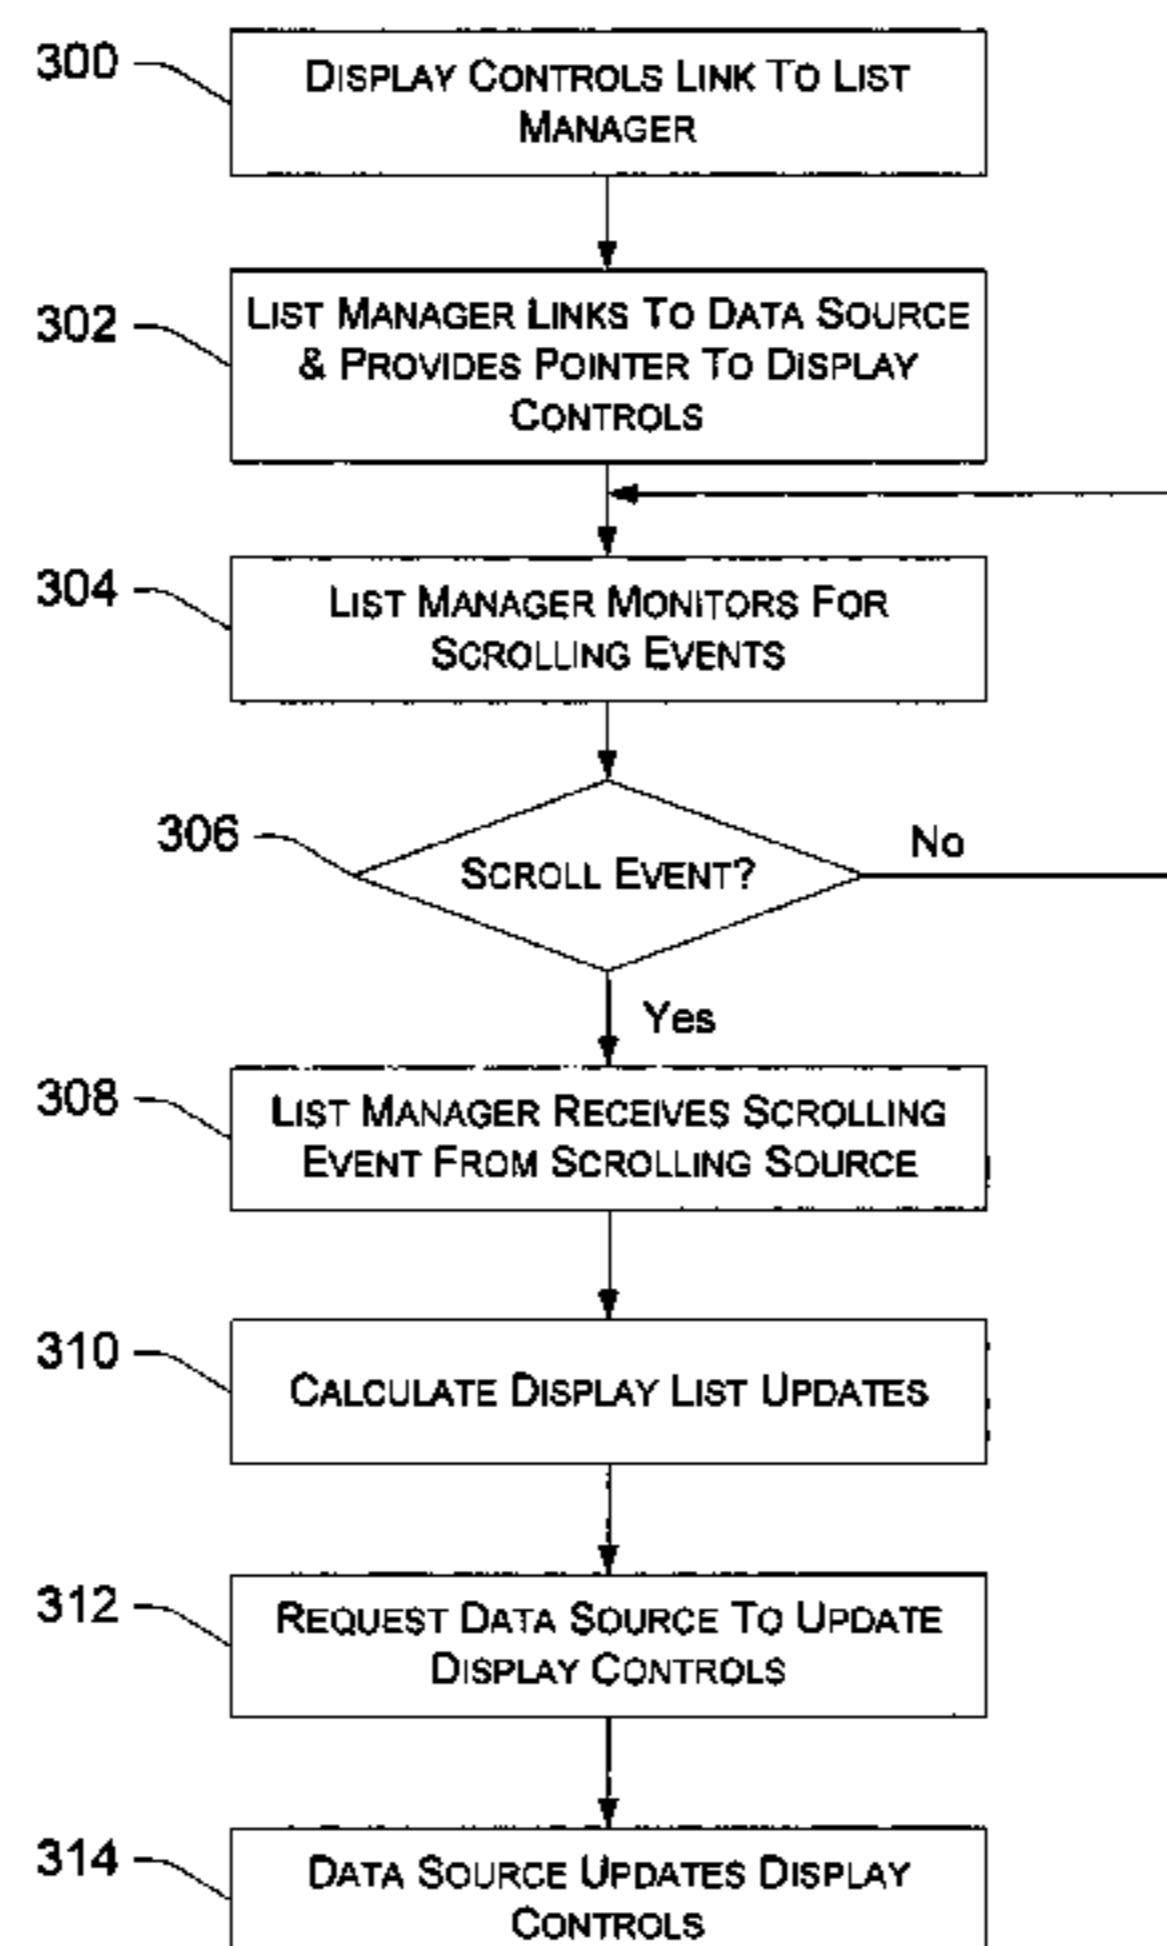 300
DISPLAY CONTROLS LINK TO LIST
MANAGER
302
LIST MANAGER LINKS TO DATA SOURCE
& PROVIDES POINTER TO DISPLAY
CONTROLS
304
LIST MANAGER MONITORS FOR
SCROLLING EVENTS
306
SCROLL EVENT?
No
Yes
308
LIST MANAGER RECEIVES SCROLLING
EVENT FROM SCROLLING SOURCE
310
CALCULATE DISPLAY LIST UPDATES
312
REQUEST DATA SOURCE TO UPDATE
DISPLAY CONTROLS
314
DATA SOURCE UPDATES DISPLAY
CONTROLS